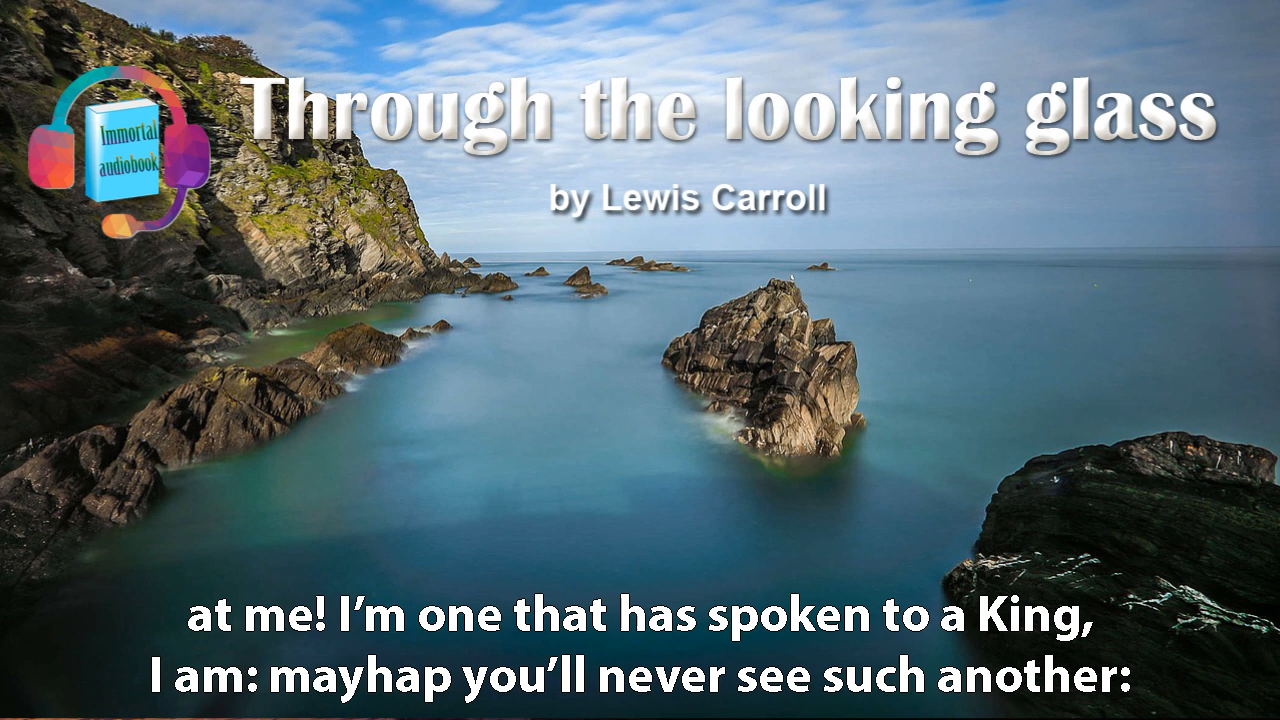 Immortal
audiobook
Through the looking glass
by Lewis Carroll
at me! I’m one that has spoken to a King,
I am: mayhap you’ll never see such another: